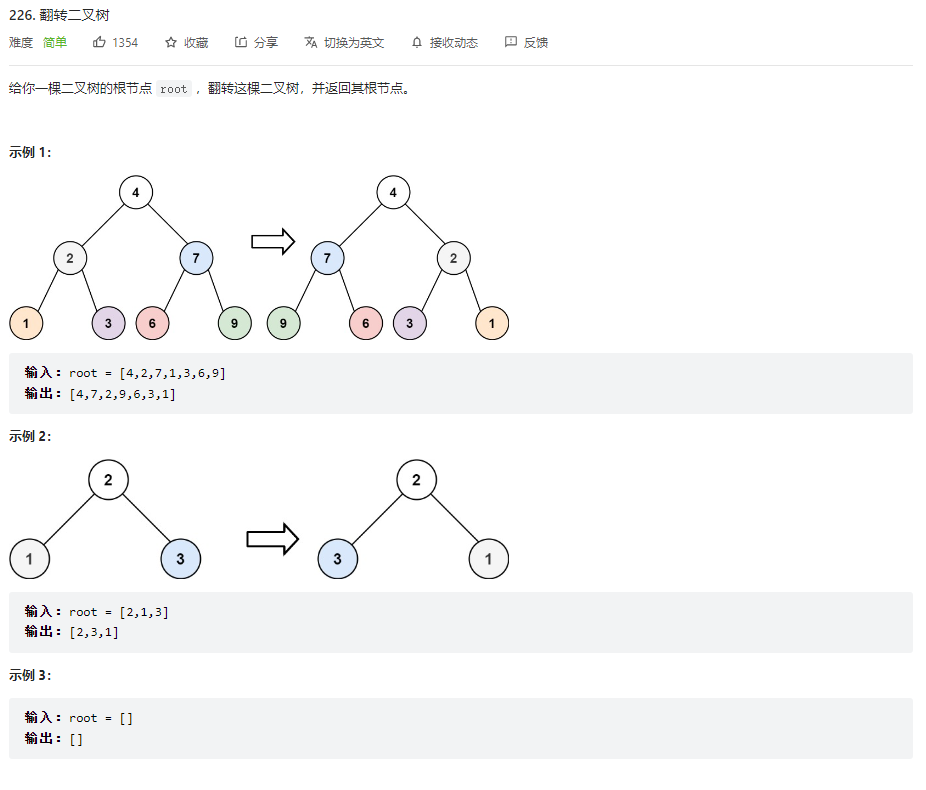 226. 翻转二叉树
难度 简单 1354 收藏 分享 切换为英文 接收动态 反馈
给你一棵二叉树的根节点 root ，翻转这棵二叉树，并返回其根节点。
示例 1：
4 4
2 7 7 2
1 3 6 9 9 6 3 1
输入：root = [4,2,7,1,3,6,9]
输出：[4,7,2,9,6,3,1]
示例 2：
2 2
1 3 3 1
输入：root = [2,1,3]
输出：[2,3,1]
示例 3：
输入：root = []
输出：[]